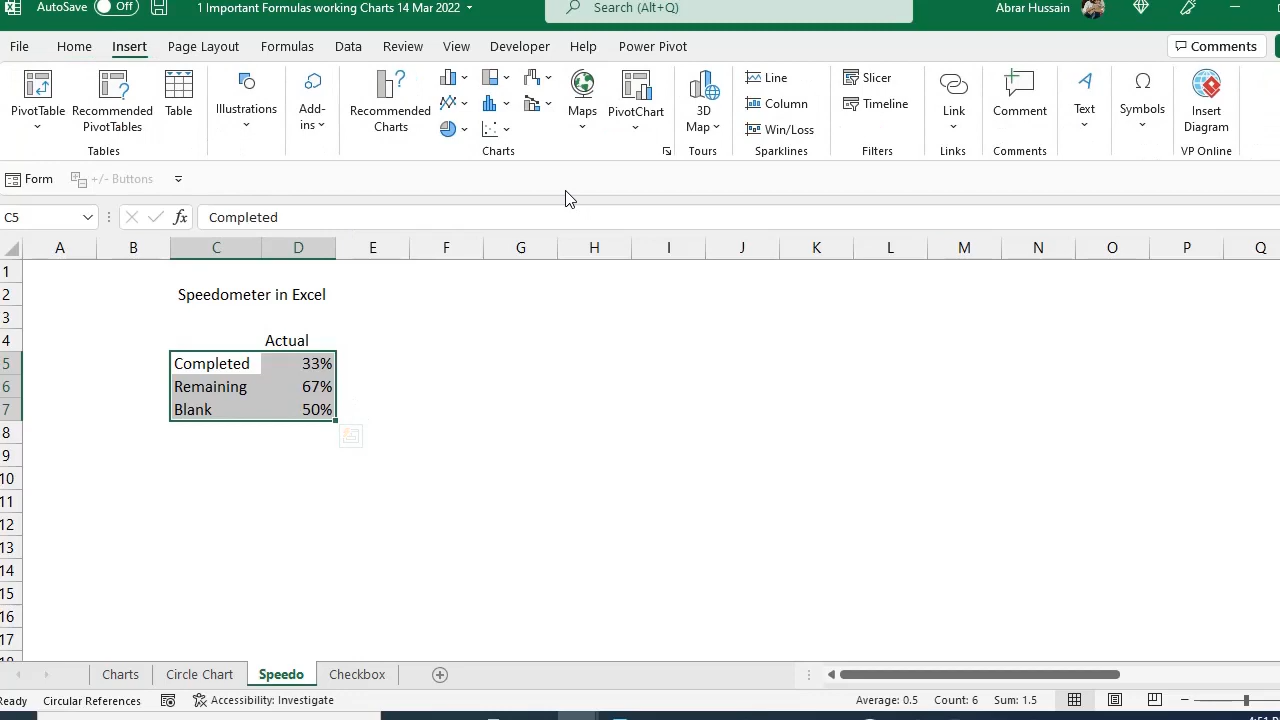 AutoSave Off 1 Important Formulas working Charts 14 Mar 2022 Search (Alt+Q) Abrar Hussain
File Home Insert Page Layout Formulas Data Review View Developer Help Power Pivot Comments
PivotTable Recommended PivotTables Table Illustrations Add-ins Recommended Charts Maps PivotChart 3D Map Line Column Win/Loss Slicer Timeline Link Comment Text Symbols Insert Diagram
Tables Charts Tours Sparklines Filters Links Comments VP Online
Form +/- Buttons
C5 fx Completed
A B C D E F G H I J K L M N O P Q
1
2 Speedometer in Excel
3
4 Actual
5 Completed 33%
6 Remaining 67%
7 Blank 50%
8
9
10
11
12
13
14
15
16
17
Charts Circle Chart Speedo Checkbox
Circular References Accessibility: Investigate Average: 0.5 Count: 6 Sum: 1.5